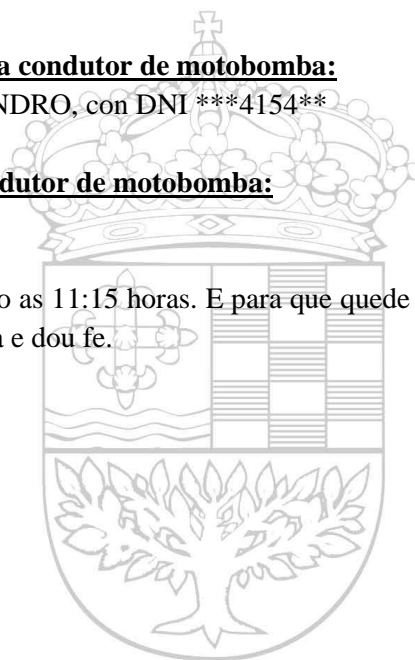 a condutor de motobomba:
NDRO, con DNI ***4154**
dutor de motobomba:
o as 11:15 horas. E para que quede
a e dou fe.